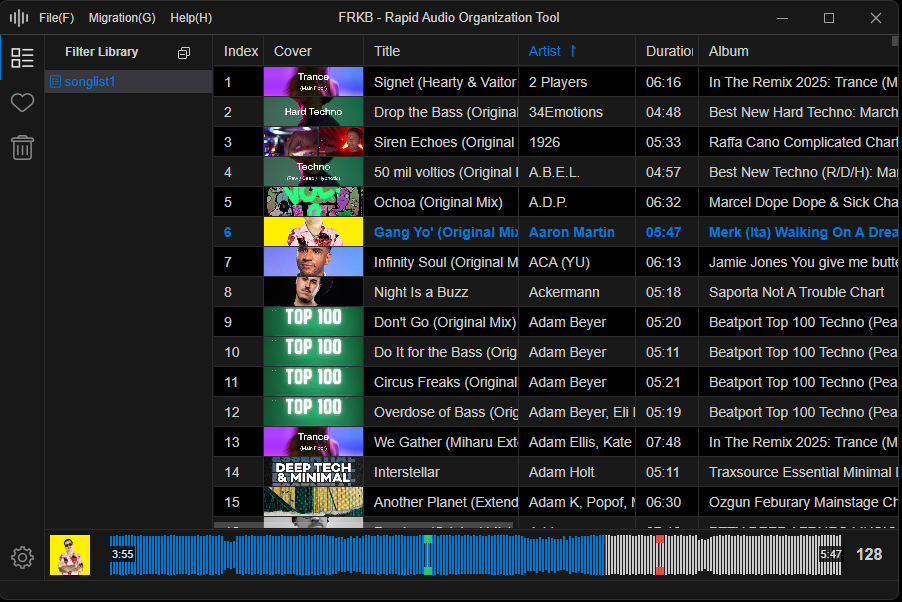 File(F) Migration(G) Help(H) FRKB - Rapid Audio Organization Tool
Filter Library
songlist1
Index Cover Title Artist ↑ Duration Album
1 Trance (Main Floor) Signet (Hearty & Vaitor 2 Players 06:16 In The Remix 2025: Trance (M
2 Hard Techno Drop the Bass (Original 34Emotions 04:48 Best New Hard Techno: March
3 Siren Echoes (Original 1926 05:33 Raffa Cano Complicated Chart
4 Techno (Raw / Deep / Hypnotic) 50 mil voltios (Original A.B.E.L. 04:57 Best New Techno (R/D/H): Mar
5 Ochoa (Original Mix) A.D.P. 06:32 Marcel Dope Dope & Sick Cha
6 Gang Yo' (Original Mix Aaron Martin 05:47 Merk (Ita) Walking On A Drea
7 Infinity Soul (Original M ACA (YU) 06:13 Jamie Jones You give me butte
8 Night Is a Buzz Ackermann 05:18 Saporta Not A Trouble Chart
9 TOP 100 Don't Go (Original Mix) Adam Beyer 05:20 Beatport Top 100 Techno (Pea
10 TOP 100 Do It for the Bass (Orig Adam Beyer 05:11 Beatport Top 100 Techno (Pea
11 TOP 100 Circus Freaks (Original Adam Beyer 05:21 Beatport Top 100 Techno (Pea
12 TOP 100 Overdose of Bass (Orig Adam Beyer, Eli 05:19 Beatport Top 100 Techno (Pea
13 Trance (Main Floor) We Gather (Miharu Exte Adam Ellis, Kate 07:48 In The Remix 2025: Trance (M
14 ESSENTIAL DEEP TECH & MINIMAL Interstellar Adam Holt 05:11 Traxsource Essential Minimal
15 Another Planet (Extend Adam K, Popof, 06:30 Ozgun Feburary Mainstage Ch
3:55 5:47 128